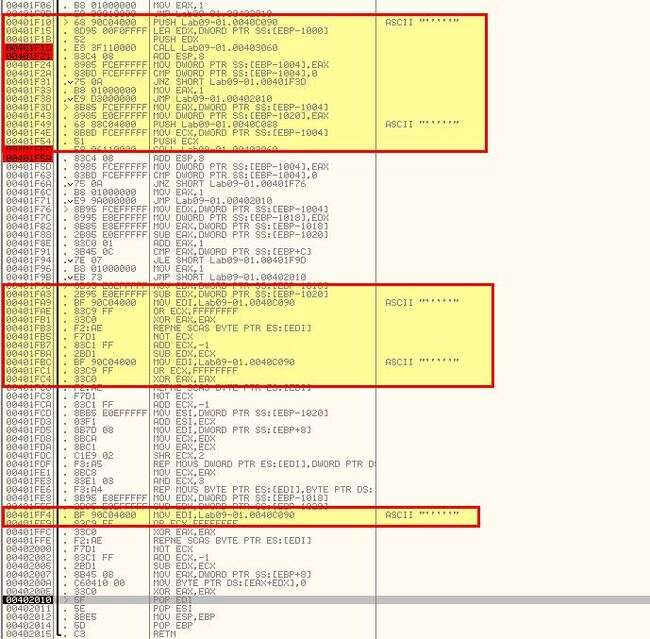 00401F06 . B8 01000000 MOV EAX,1
00401F10 . 68 90C04000 PUSH Lab09-01.0040C090 ASCII "'`'`'"
00401F15 . 8D95 00F0FFFF LEA EDX,DWORD PTR SS:[EBP-1000]
00401F1B . 52 PUSH EDX
00401F1C . E8 3F110000 CALL Lab09-01.00403060
00401F21 . 83C4 08 ADD ESP,8
00401F24 . 8985 FCEFFFFF MOV DWORD PTR SS:[EBP-1004],EAX
00401F2A . 83BD FCEFFFFF CMP DWORD PTR SS:[EBP-1004],0
00401F31 . 75 0A JNZ SHORT Lab09-01.00401F3D
00401F33 . B8 01000000 MOV EAX,1
00401F38 . E9 D3000000 JMP Lab09-01.00402010
00401F3D > 8B85 FCEFFFFF MOV EAX,DWORD PTR SS:[EBP-1004]
00401F43 . 8985 E0EFFFFF MOV DWORD PTR SS:[EBP-1020],EAX
00401F49 . 68 88C04000 PUSH Lab09-01.0040C088 ASCII "'`'`'"
00401F4E . 8B8D FCEFFFFF MOV ECX,DWORD PTR SS:[EBP-1004]
00401F54 . 51 PUSH ECX
00401F5A . 83C4 08 ADD ESP,8
00401F5D . 8985 FCEFFFFF MOV DWORD PTR SS:[EBP-1004],EAX
00401F63 . 83BD FCEFFFFF CMP DWORD PTR SS:[EBP-1004],0
00401F6A . 75 0A JNZ SHORT Lab09-01.00401F76
00401F6C . B8 01000000 MOV EAX,1
00401F71 . E9 9A000000 JMP Lab09-01.00402010
00401F76 > 8B95 FCEFFFFF MOV EDX,DWORD PTR SS:[EBP-1004]
00401F7C . 8995 E8EFFFFF MOV DWORD PTR SS:[EBP-1018],EDX
00401F82 . 8B85 E8EFFFFF MOV EAX,DWORD PTR SS:[EBP-1018]
00401F88 . 2B85 E0EFFFFF SUB EAX,DWORD PTR SS:[EBP-1020]
00401F8E . 83C0 01 ADD EAX,1
00401F91 . 3B45 0C CMP EAX,DWORD PTR SS:[EBP+C]
00401F94 . 7E 07 JLE SHORT Lab09-01.00401F9D
00401F96 . B8 01000000 MOV EAX,1
00401F9B . EB 73 JMP SHORT Lab09-01.00402010
00401FA3 . 2B95 E0EFFFFF SUB EDX,DWORD PTR SS:[EBP-1020]
00401FA9 . BF 90C04000 MOV EDI,Lab09-01.0040C090 ASCII "'`'`'"
00401FAE . 83C9 FF OR ECX,FFFFFFFF
00401FB1 . 33C0 XOR EAX,EAX
00401FB3 . F2:AE REPNE SCAS BYTE PTR ES:[EDI]
00401FB5 . F7D1 NOT ECX
00401FB7 . 83C1 FF ADD ECX,-1
00401FBA . 2BD1 SUB EDX,ECX
00401FBC . BF 90C04000 MOV EDI,Lab09-01.0040C090 ASCII "'`'`'"
00401FC1 . 83C9 FF OR ECX,FFFFFFFF
00401FC4 . 33C0 XOR EAX,EAX
00401FC6 . F2:AE REPNE SCAS BYTE PTR ES:[EDI]
00401FC8 . F7D1 NOT ECX
00401FCA . 83C1 FF ADD ECX,-1
00401FCD . 8BB5 E0EFFFFF MOV ESI,DWORD PTR SS:[EBP-1020]
00401FD3 . 03F1 ADD ESI,ECX
00401FD5 . 8B7D 08 MOV EDI,DWORD PTR SS:[EBP+8]
00401FD8 . 8BCA MOV ECX,EDX
00401FDA . 8BC1 MOV EAX,ECX
00401FDC . C1E9 02 SHR ECX,2
00401FDF . F3:A5 REP MOVS DWORD PTR ES:[EDI],DWORD PTR DS
00401FE1 . 8BC8 MOV ECX,EAX
00401FE3 . 83E1 03 AND ECX,3
00401FE6 . F3:A4 REP MOVS BYTE PTR ES:[EDI],BYTE PTR DS:
00401FE8 . 8B95 E8EFFFFF MOV EDX,DWORD PTR SS:[EBP-1018]
00401FF4 . BF 90C04000 MOV EDI,Lab09-01.0040C090 ASCII "'`'`'"
00401FF9 . 83C9 FF OR ECX,FFFFFFFF
00401FFC . 33C0 XOR EAX,EAX
00401FFE . F2:AE REPNE SCAS BYTE PTR ES:[EDI]
00402000 . F7D1 NOT ECX
00402002 . 83C1 FF ADD ECX,-1
00402005 . 2BD1 SUB EDX,ECX
00402007 . 8B45 08 MOV EAX,DWORD PTR SS:[EBP+8]
0040200A . C60410 00 MOV BYTE PTR DS:[EAX+EDX],0
0040200E . 33C0 XOR EAX,EAX
00402010 > 5F POP EDI
00402011 . 5E POP ESI
00402012 . 8BE5 MOV ESP,EBP
00402014 . 5D POP EBP
00402015 . C3 RETN